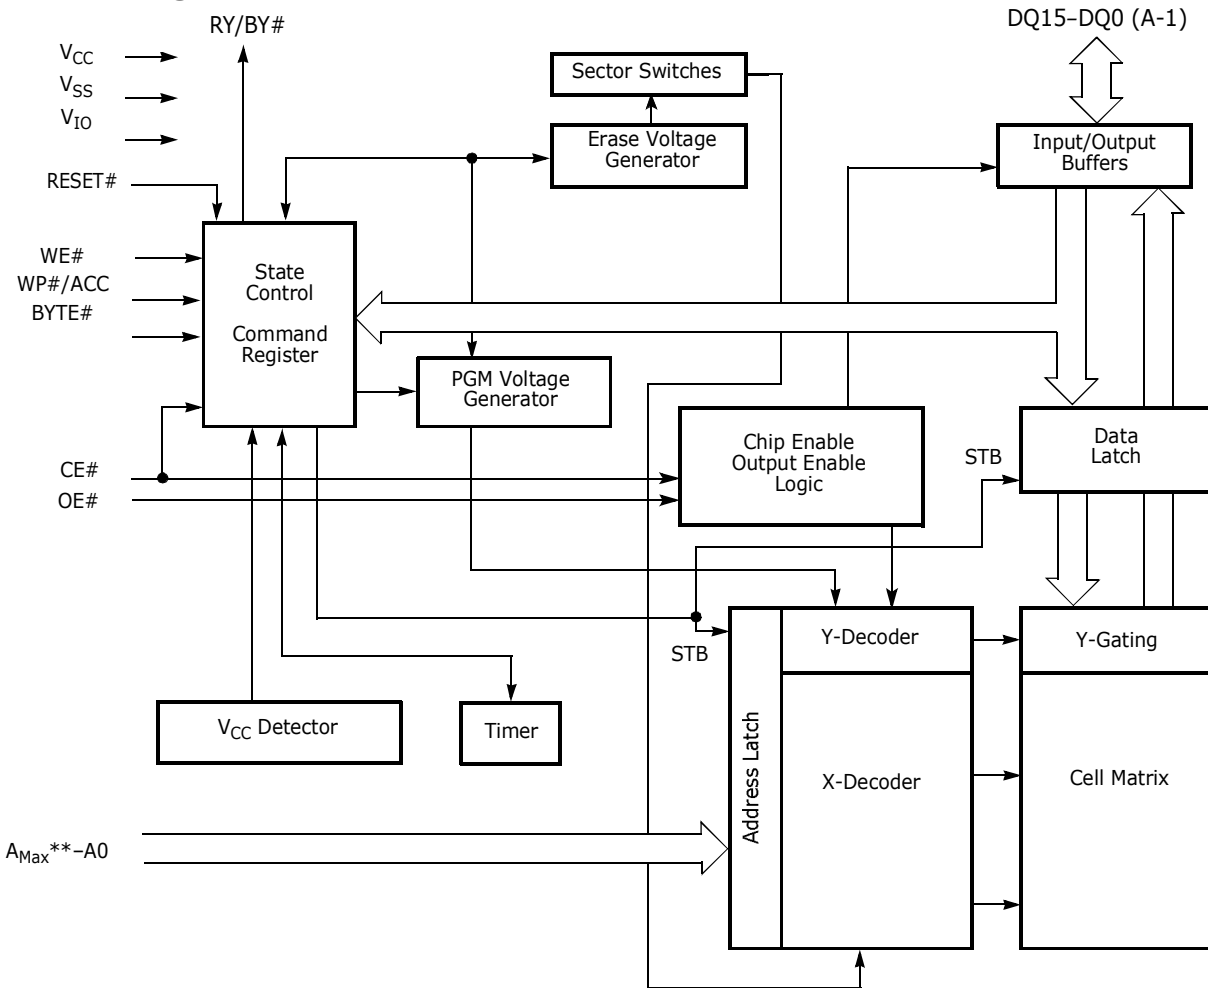 RY/BY#
DQ15–DQ0 (A-1)
VCC
VSS
VIO
RESET#
WE#
WP#/ACC
BYTE#
CE#
OE#
AMax**–A0
Sector Switches
Erase Voltage
Generator
Input/Output
Buffers
State
Control
Command
Register
PGM Voltage
Generator
Chip Enable
Output Enable
Logic
STB
Data
Latch
STB
Y-Decoder
Y-Gating
VCC Detector
Timer
Address Latch
X-Decoder
Cell Matrix